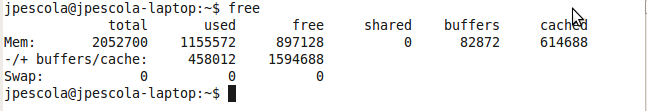 jpescola@jpescola-laptop:~$ free
             total       used       free     shared    buffers     cached
Mem:       2052700    1155572     897128          0      82872     614688
-/+ buffers/cache:     458012    1594688
Swap:            0          0          0
jpescola@jpescola-laptop:~$